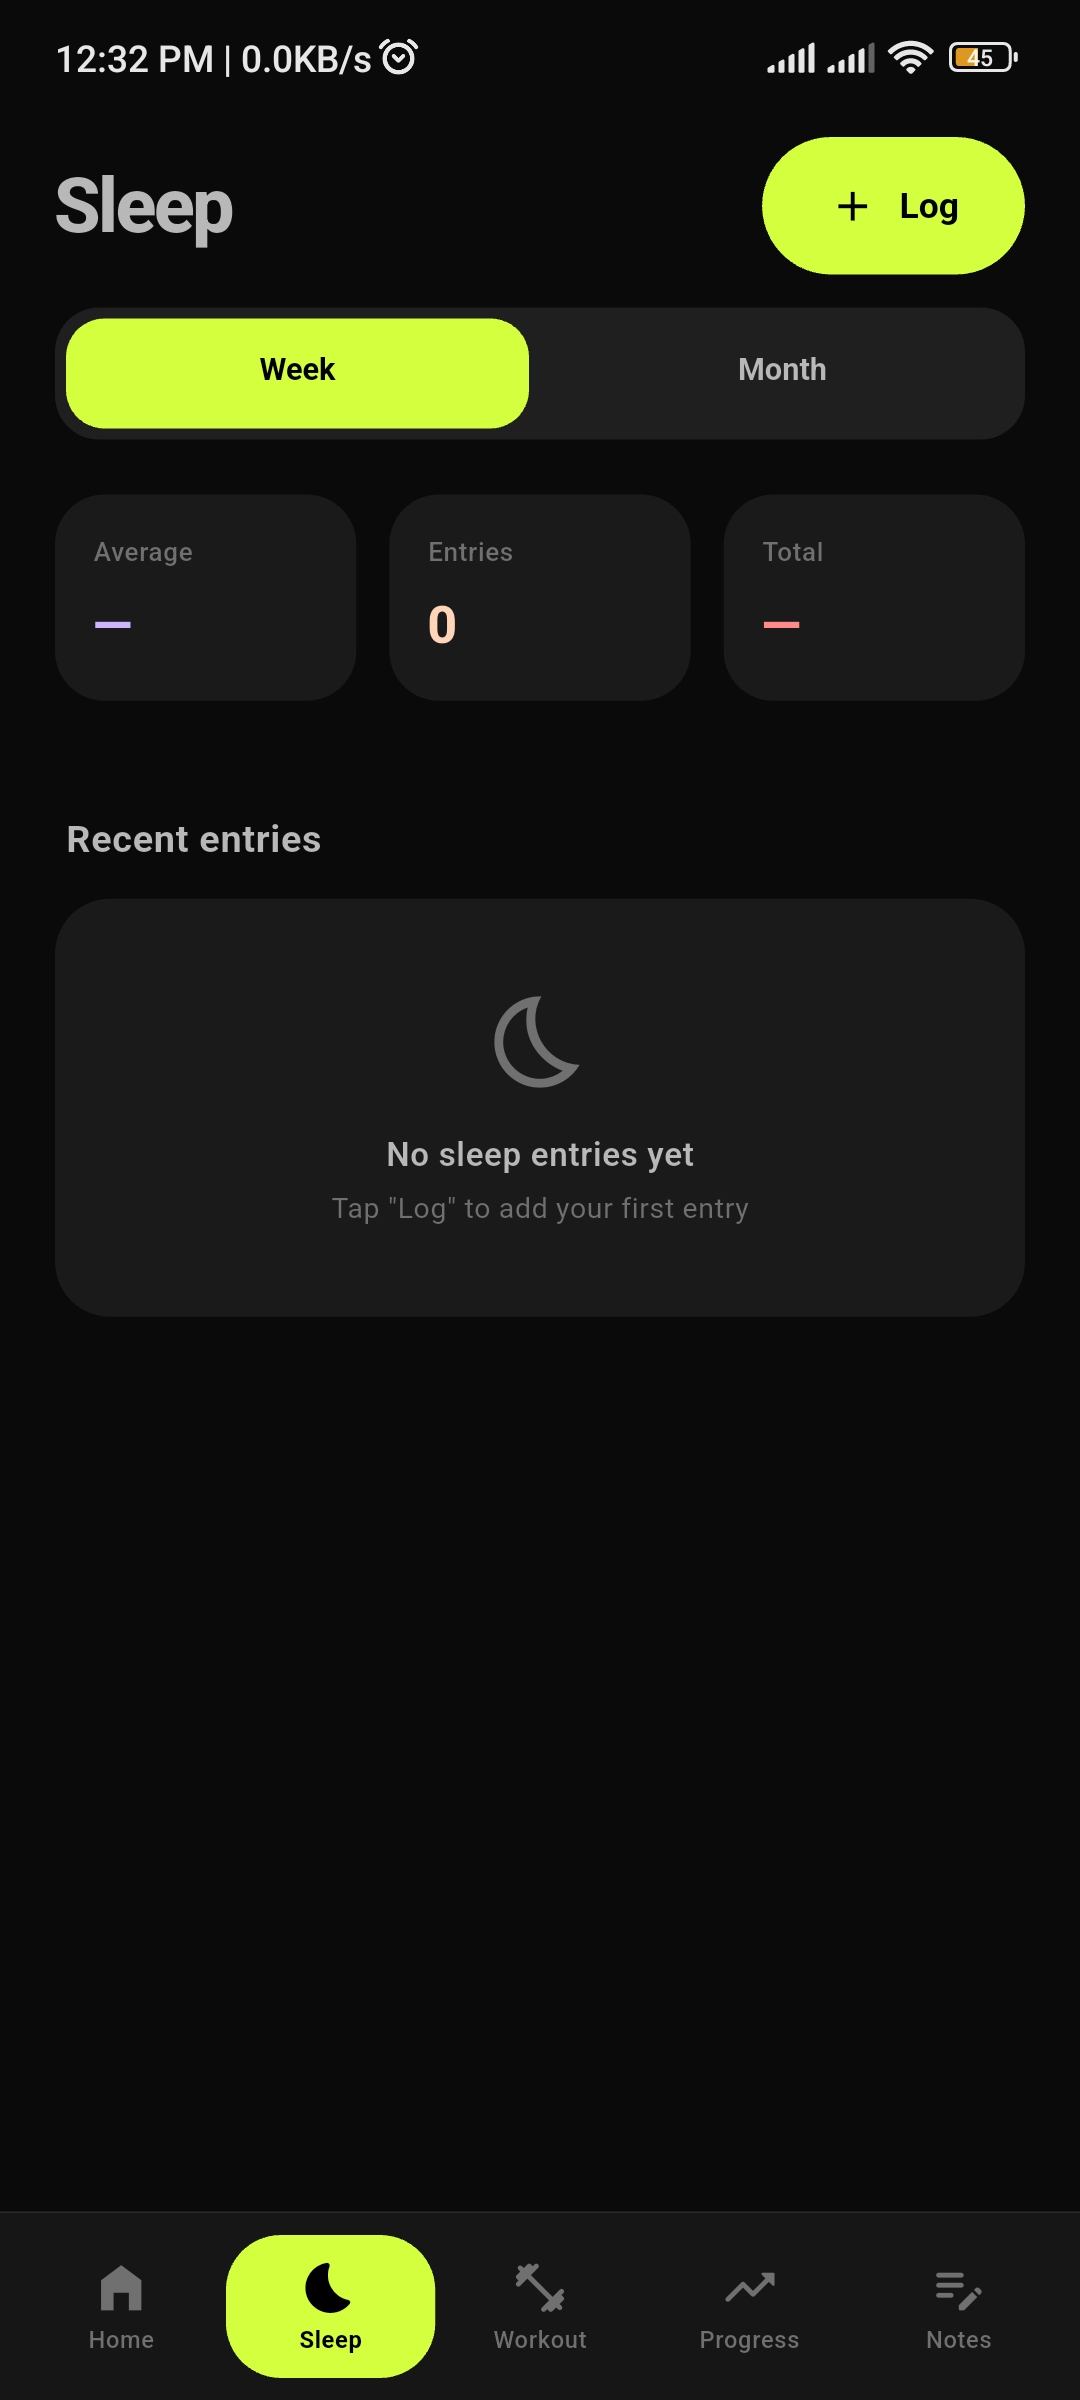 12:32 PM | 0.0KB/s
45
Sleep
+ Log
Week
Month
Average
Entries
Total
—
0
—
Recent entries
No sleep entries yet
Tap "Log" to add your first entry
Home
Sleep
Workout
Progress
Notes